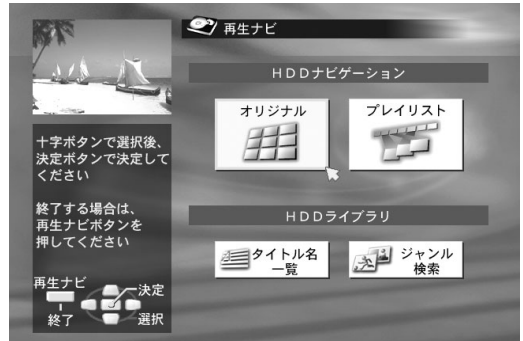 再生ナビ
HDDナビゲーション
オリジナル
プレイリスト
十字ボタンで選択後、
決定ボタンで決定して
ください
終了する場合は、
再生ナビボタンを
押してください
HDDライブラリ
タイトル名
一覧
ジャンル
検索
再生ナビ
決定
終了
選択